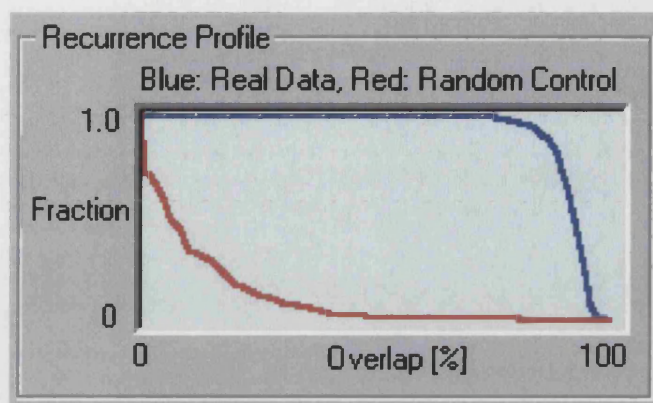 Recurrence Profile
Blue: Real Data, Red: Random Control
1.0
Fraction
0
0 Overlap [%] 100